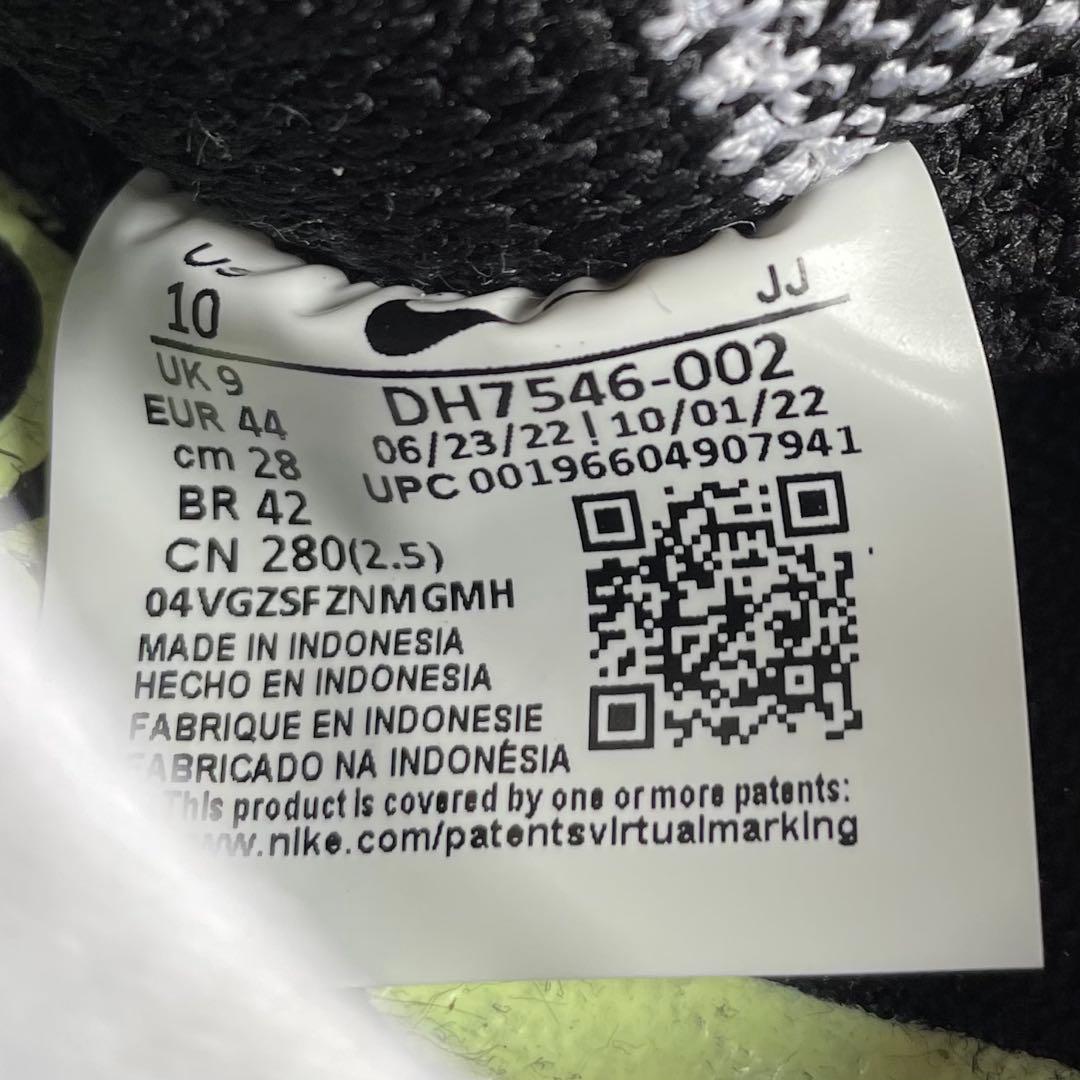 US
10
JJ
UK 9
EUR 44
cm 28
BR 42
CN 280(2.5)
DH7546-002
06/23/22 | 10/01/22
UPC 00196604907941
04VGZSFZNMGMH
MADE IN INDONESIA
HECHO EN INDONESIA
FABRIQUE EN INDONESIE
FABRICADO NA INDONÉSIA
This product is covered by one or more patents:
www.nike.com/patentsvirtualmarking